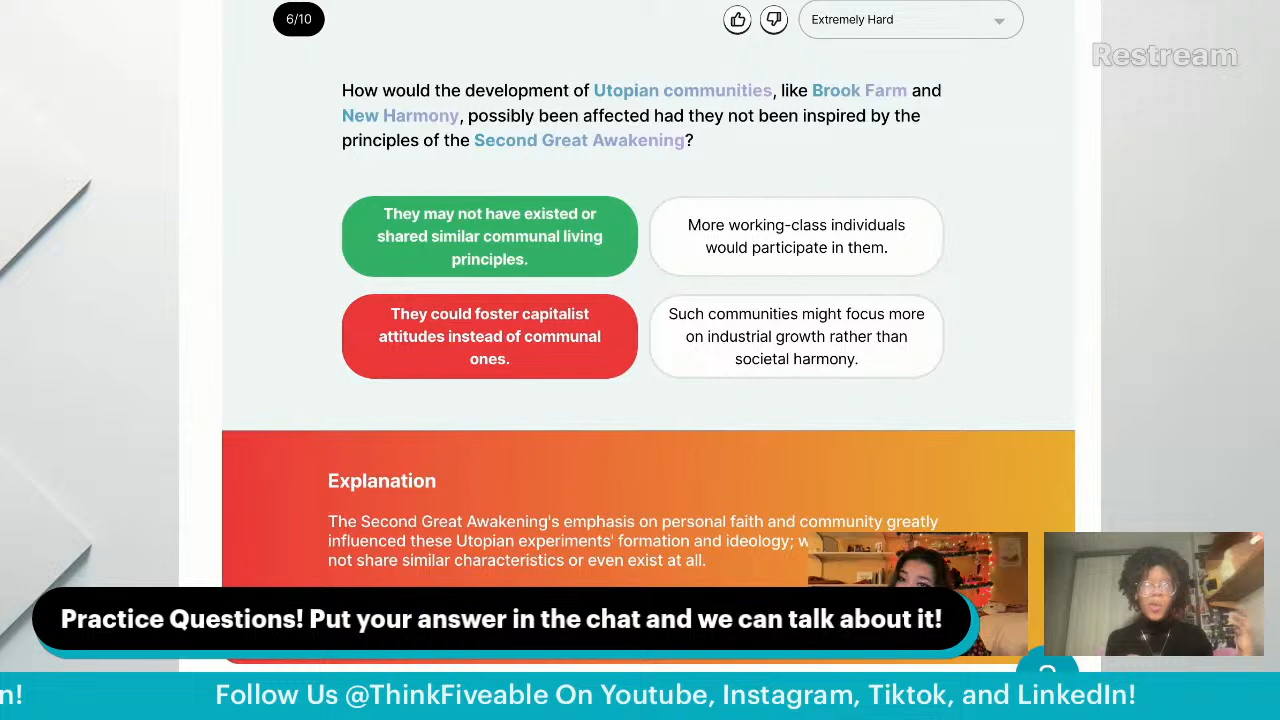 6/10
Extremely Hard
Restream
How would the development of Utopian communities, like Brook Farm and
New Harmony, possibly been affected had they not been inspired by the
principles of the Second Great Awakening?
They may not have existed or
shared similar communal living
principles.
More working-class individuals
would participate in them.
They could foster capitalist
attitudes instead of communal
ones.
Such communities might focus more
on industrial growth rather than
societal harmony.
Explanation
The Second Great Awakening's emphasis on personal faith and community greatly
influenced these Utopian experiments' formation and ideology;
not share similar characteristics or even exist at all.
Practice Questions! Put your answer in the chat and we can talk about it!
n!
Follow Us @ThinkFiveable On Youtube, Instagram, Tiktok, and LinkedIn!